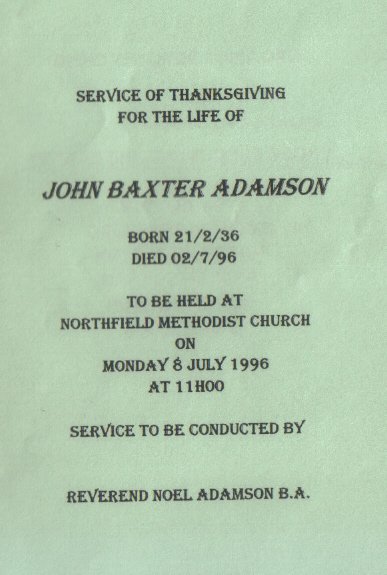 SERVICE OF THANKSGIVING
FOR THE LIFE OF
JOHN BAXTER ADAMSON
BORN 21/2/36
DIED 02/7/96
TO BE HELD AT
NORTHFIELD METHODIST CHURCH
ON
MONDAY 8 JULY 1996
AT 11H00
SERVICE TO BE CONDUCTED BY
REVEREND NOEL ADAMSON B.A.